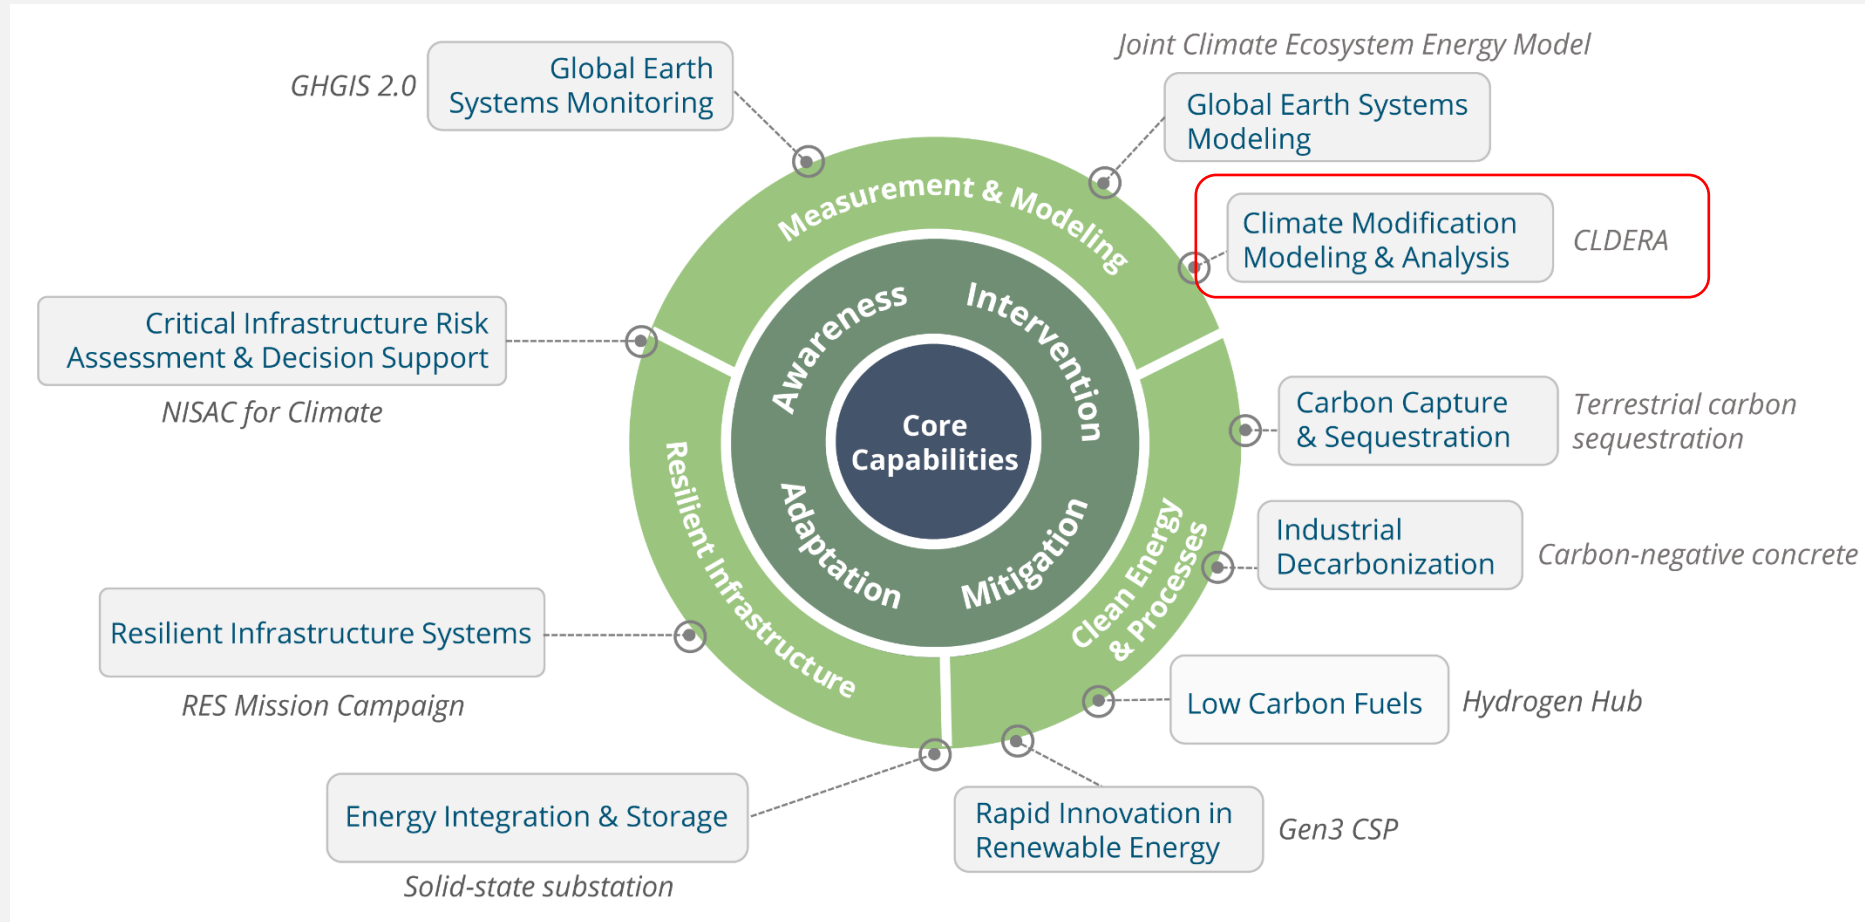 Joint Climate Ecosystem Energy Model
GHGIS 2.0
Global Earth
Systems Monitoring
Global Earth Systems
Modeling
Measurement & Modeling
Climate Modification
Modeling & Analysis
CLDERA
Awareness
Intervention
Critical Infrastructure Risk
Assessment & Decision Support
NISAC for Climate
Core
Capabilities
Carbon Capture
& Sequestration
Terrestrial carbon
sequestration
Resilient Infrastructure
Adaptation
Mitigation
Clean Energy
& Processes
Industrial
Decarbonization
Carbon-negative concrete
Resilient Infrastructure Systems
RES Mission Campaign
Low Carbon Fuels
Hydrogen Hub
Energy Integration & Storage
Solid-state substation
Rapid Innovation in
Renewable Energy
Gen3 CSP